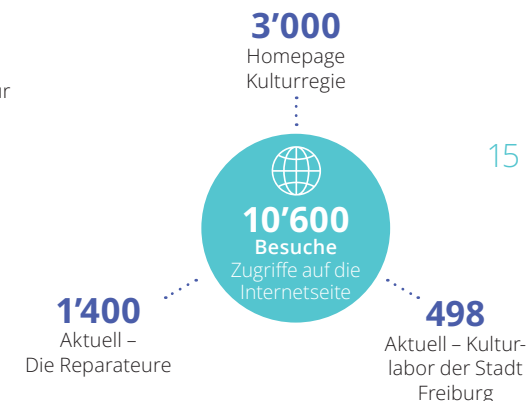 3’000
Homepage
Kulturregie
15
10’600
Besuche
Zugriffe auf die
Internetseite
1’400
Aktuell –
Die Reparateure
498
Aktuell – Kultur-
labor der Stadt
Freiburg